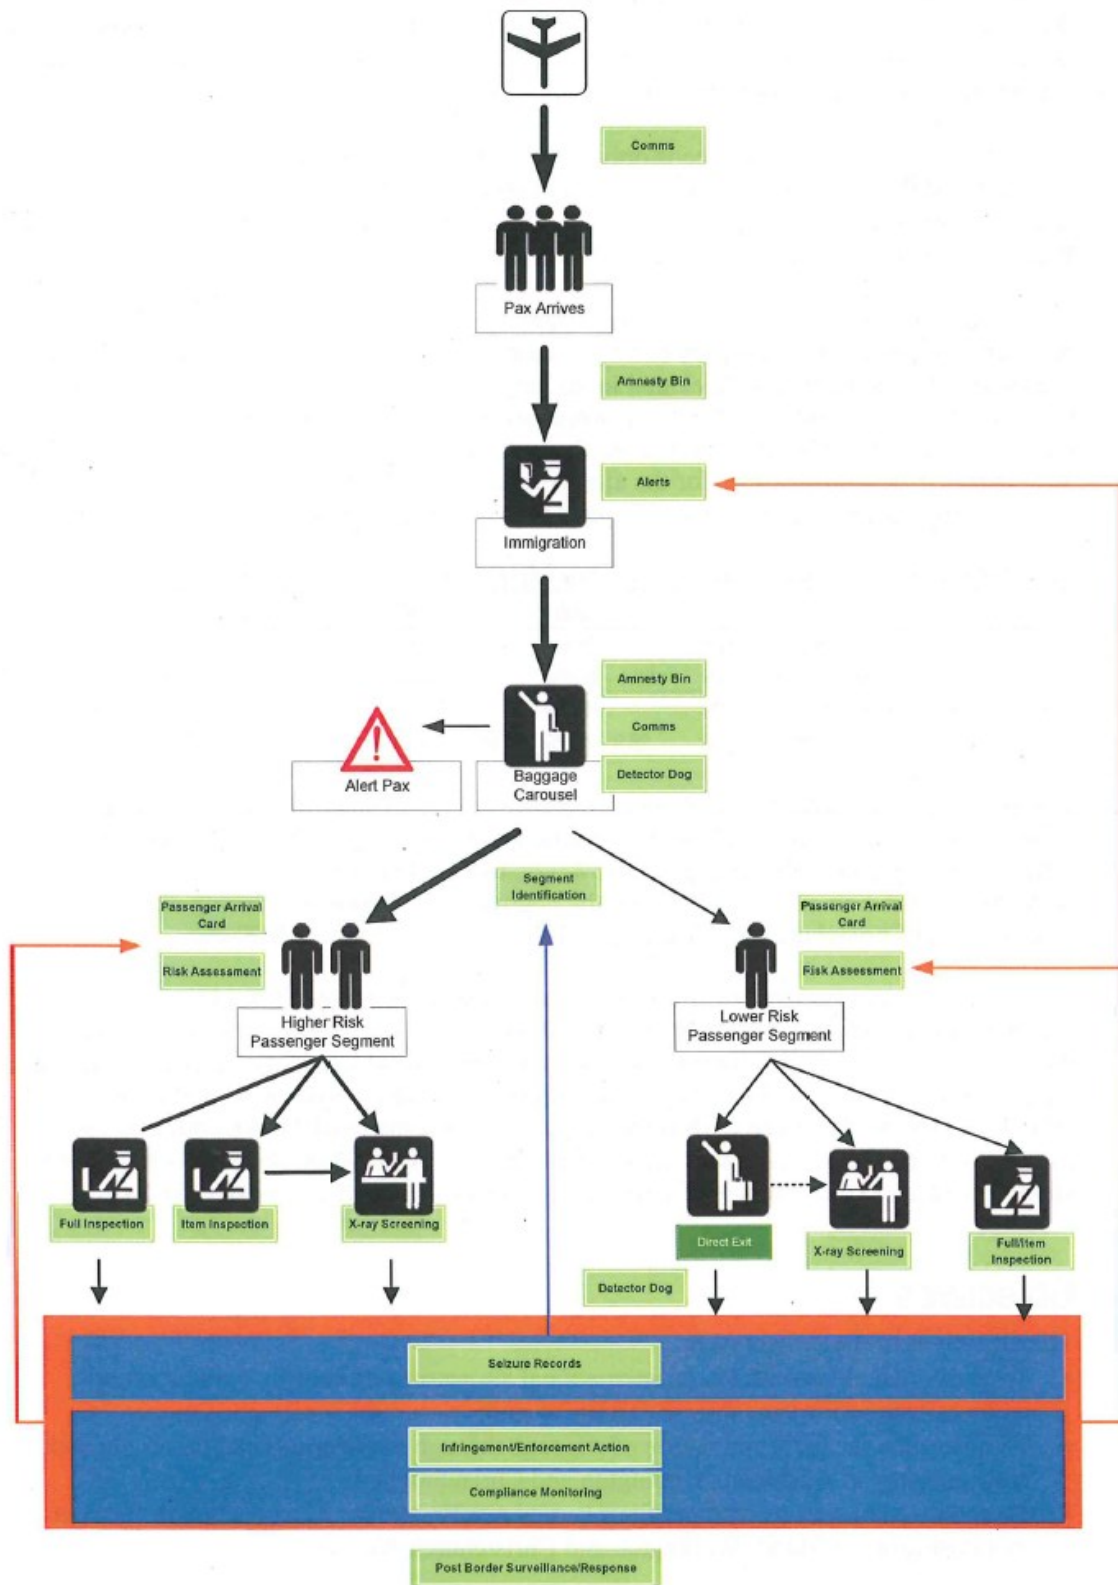 Comms
Pax Arrives
Amnesty Bin
Alerts
Immigration
Amnesty Bin
Comms
Detector Dog
Alert Pax
Baggage
Carousel
Segment
Identification
Passenger Arrival
Card
Risk Assessment
Passenger Arrival
Card
Risk Assessment
Higher Risk
Passenger Segment
Lower Risk
Passenger Segment
Full Inspection
Item Inspection
X-ray Screening
Direct Exit
X-ray Screening
Full/Item
Inspection
Detector Dog
Seizure Records
Infringement/Enforcement Action
Compliance Monitoring
Post Border Surveillance/Response